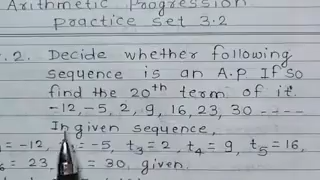 Arithmetic Progression
Practice set 3.2
.2. Decide whether following
sequence is an A.P If so
find the 20th term of it.
-12, -5, 2, 9, 16, 23, 30 ----
In given sequence,
= -12, = -5, t3 = 2, t4 = 9, t5 = 16,
6 = 23, = 30, given